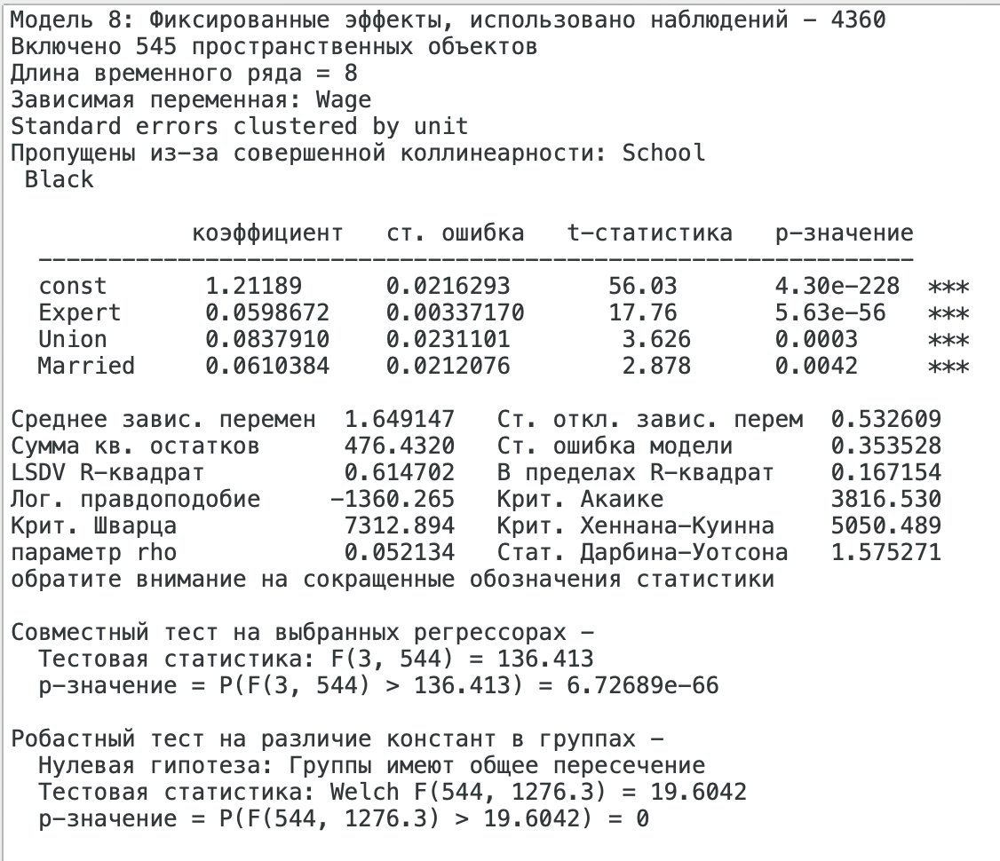 Модель 8: Фиксированные эффекты, использовано наблюдений – 4360
Включено 545 пространственных объектов
Длина временного ряда = 8
Зависимая переменная: Wage
Standard errors clustered by unit
Пропущены из–за совершенной коллинеарности: School
Black
коэффициент ст. ошибка t–статистика p–значение
const 1.21189 0.0216293 56.03 4.30e–228 ***
Expert 0.0598672 0.00337170 17.76 5.63e–56 ***
Union 0.0837910 0.0231101 3.626 0.0003 ***
Married 0.0610384 0.0212076 2.878 0.0042 ***
Среднее завис. перемен 1.649147 Ст. откл. завис. перем 0.532609
Сумма кв. остатков 476.4320 Ст. ошибка модели 0.353528
LSDV R–квадрат 0.614702 В пределах R–квадрат 0.167154
Лог. правдоподобие –1360.265 Крит. Акаике 3816.530
Крит. Шварца 7312.894 Крит. Хеннана–Куинна 5050.489
параметр rho 0.052134 Стат. Дарбина–Уотсона 1.575271
обратите внимание на сокращенные обозначения статистики
Совместный тест на выбранных регрессорах –
Тестовая статистика: F(3, 544) = 136.413
р–значение = P(F(3, 544) > 136.413) = 6.72689e–66
Робастный тест на различие констант в группах –
Нулевая гипотеза: Группы имеют общее пересечение
Тестовая статистика: Welch F(544, 1276.3) = 19.6042
р–значение = P(F(544, 1276.3) > 19.6042) = 0